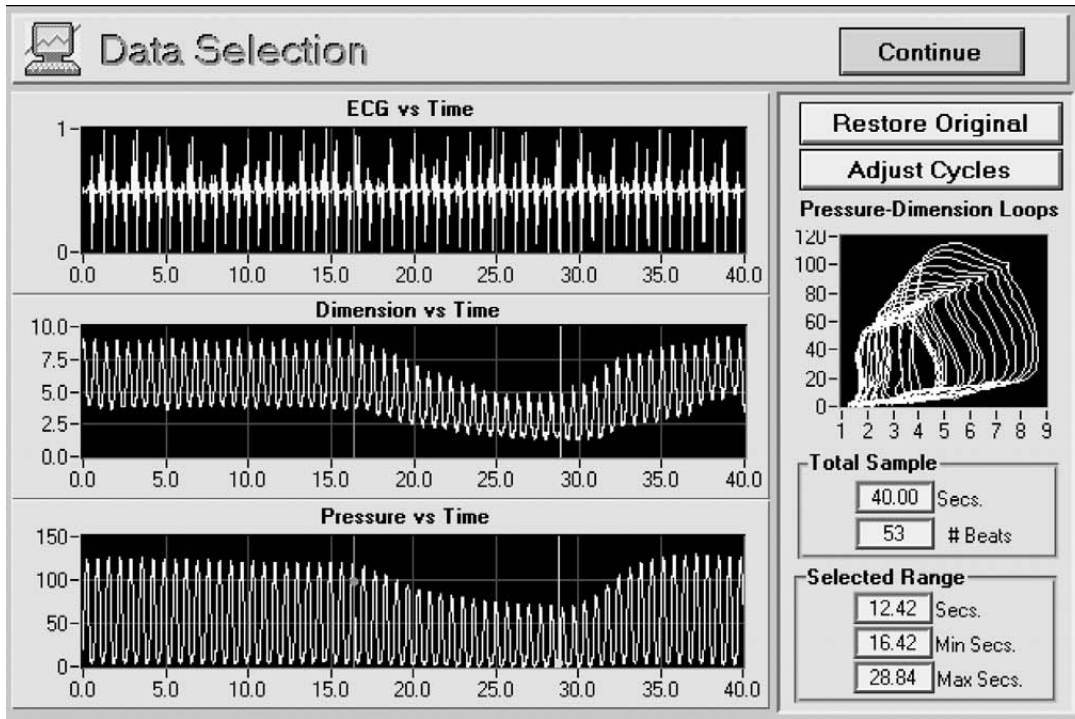 Data Selection
Continue
ECG vs Time
1
0
0.0 5.0 10.0 15.0 20.0 25.0 30.0 35.0 40.0
Dimension vs Time
10.0
7.5
5.0
2.5
0.0
0.0 5.0 10.0 15.0 20.0 25.0 30.0 35.0 40.0
Pressure vs Time
150
100
50
0
0.0 5.0 10.0 15.0 20.0 25.0 30.0 35.0 40.0
Restore Original
Adjust Cycles
Pressure-Dimension Loops
120
100
80
60
40
20
0
1 2 3 4 5 6 7 8 9
Total Sample
40.00 Secs.
53 # Beats
Selected Range
12.42 Secs.
16.42 Min Secs.
28.84 Max Secs.